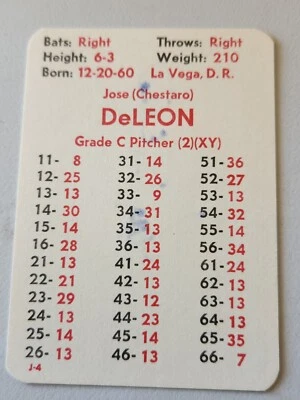 Bats: Right Throws: Right
Height: 6-3 Weight: 210
Born: 12-20-60 La Vega, D. R.
Jose (Chestaro)
DeLEON
Grade C Pitcher (2)(XY)
11- 8 31- 14 51- 36
12- 25 32- 26 52- 27
13- 13 33- 9 53- 13
14- 30 34- 31 54- 32
15- 14 35- 13 55- 13
16- 28 36- 13 56- 34
21- 13 41- 24 61- 24
22- 21 42- 13 62- 13
23- 29 43- 12 63- 13
24- 13 44- 23 64- 13
25- 14 45- 13 65- 35
26- 13 46- 13 66- 7
J-4